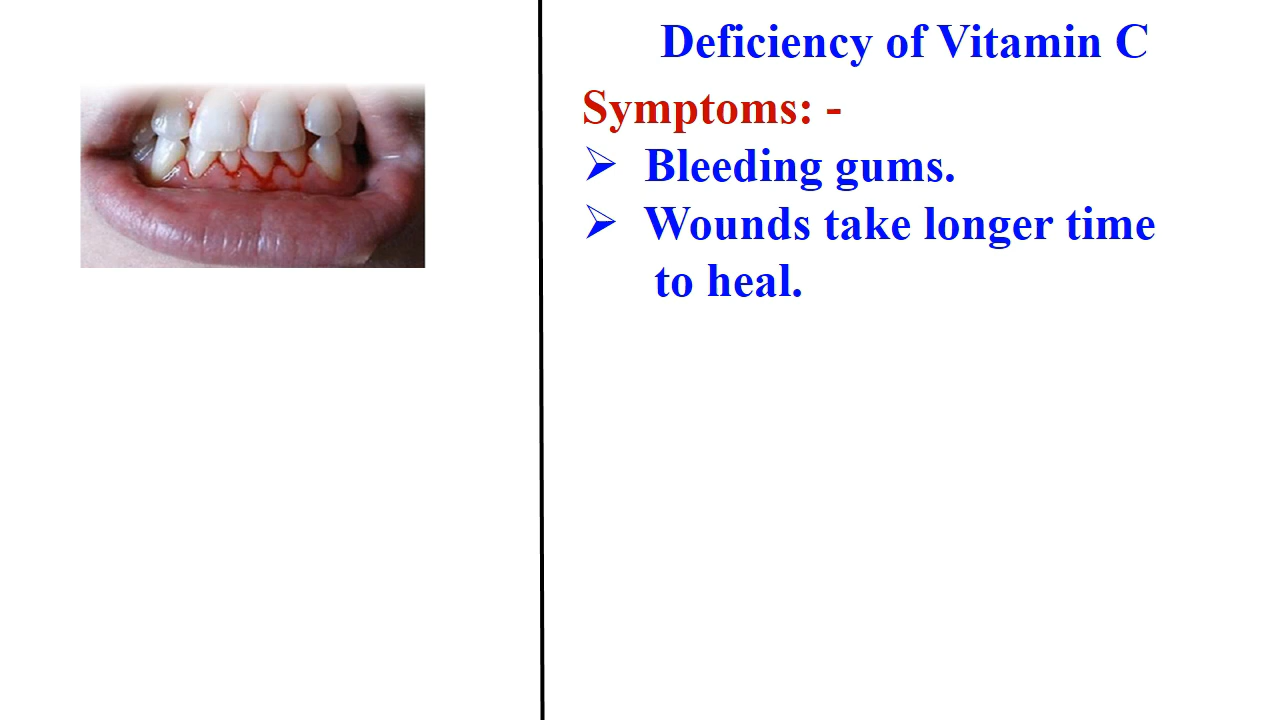 Deficiency of Vitamin C
Symptoms: -
➢ Bleeding gums.
➢ Wounds take longer time
to heal.